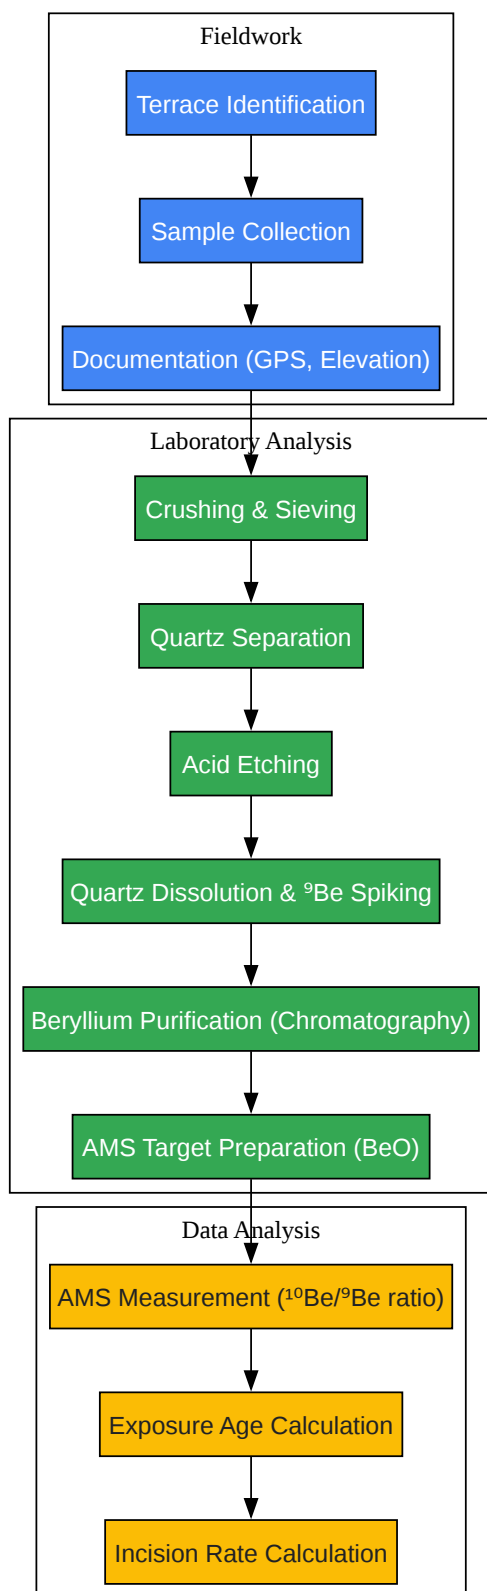 Fieldwork
Terrace Identification
Sample Collection
Documentation (GPS, Elevation)
Laboratory Analysis
Crushing & Sieving
Quartz Separation
Acid Etching
Quartz Dissolution & ⁹Be Spiking
Beryllium Purification (Chromatography)
AMS Target Preparation (BeO)
Data Analysis
AMS Measurement (¹⁰Be/⁹Be ratio)
Exposure Age Calculation
Incision Rate Calculation